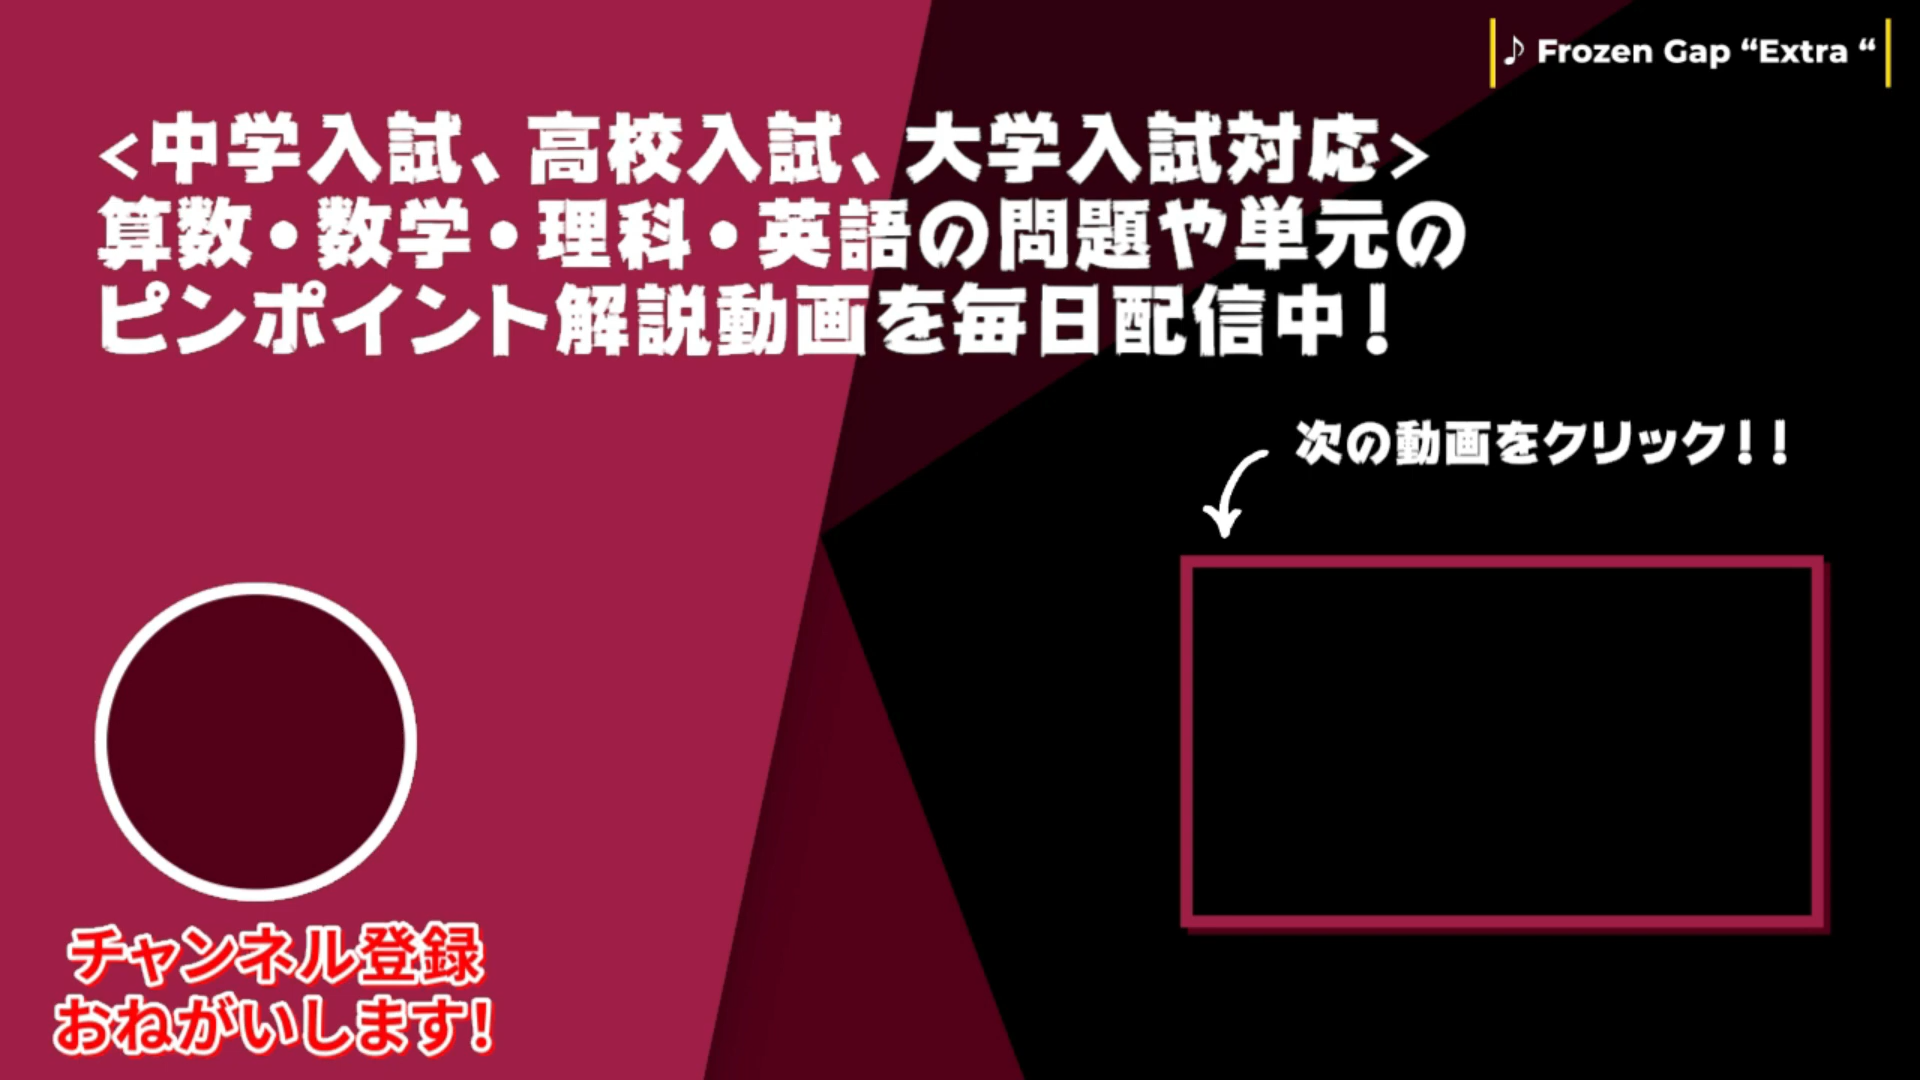 ♪ Frozen Gap “Extra “
<中学入試、高校入試、大学入試対応>
算数・数学・理科・英語の問題や単元の
ピンポイント解説動画を毎日配信中！
次の動画をクリック！！
チャンネル登録
おねがいします！